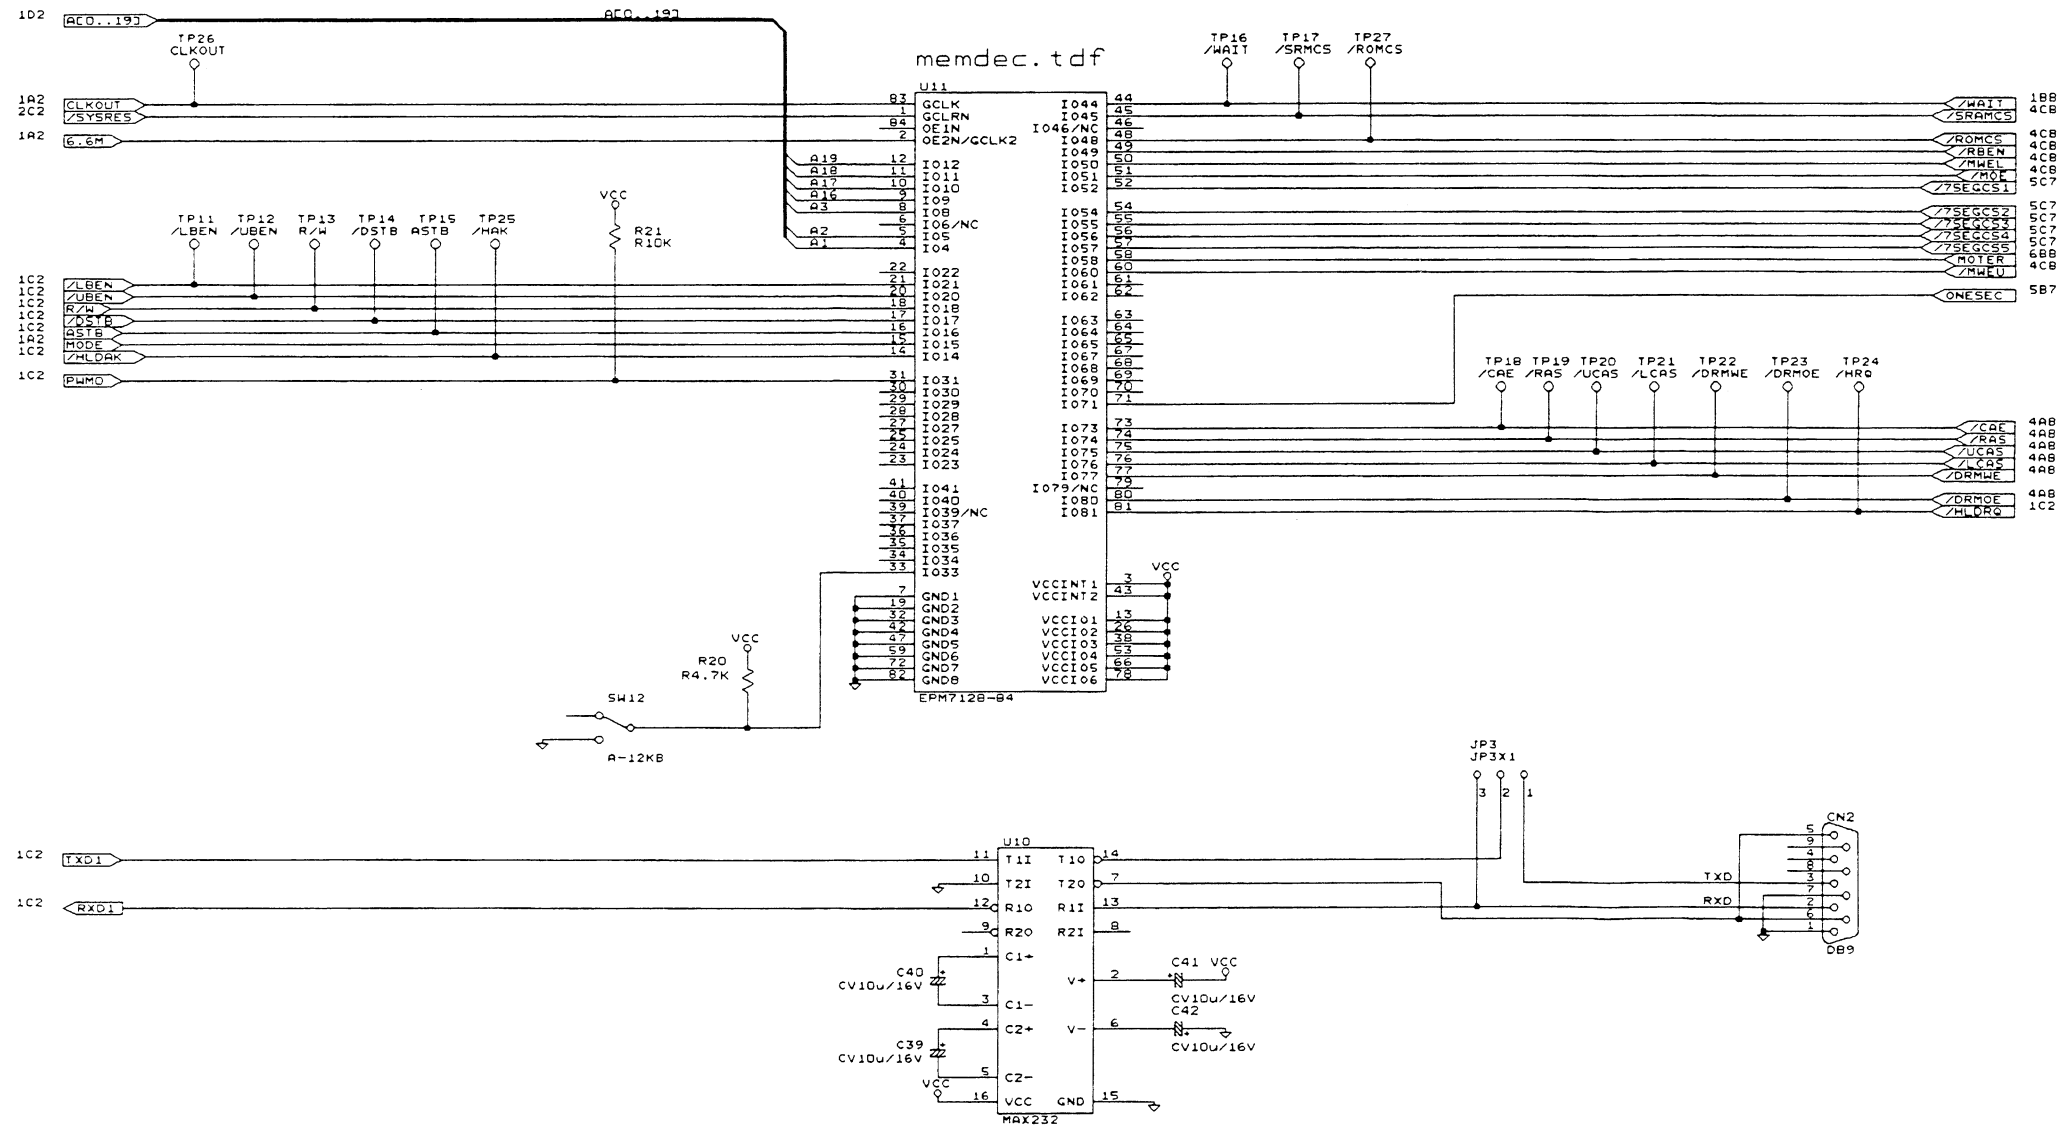 1D2 A[0..19] A[0..19]
TP26
CLKOUT
memdec.tdf
TP16 TP17 TP27
/WAIT /SRMCS /ROMCS
U11
1A2 CLKOUT 83 GCLK IO44 44 /WAIT 1B8
2C2 /SYSRES 1 GCLRN IO45 45 /SRAMCS 4C8
84 OE1N IO46/NC 46
1A2 6.6M 2 OE2N/GCLK2 IO48 48 /ROMCS 4C8
IO49 49 /RBEN 4C8
A19 12 IO12 IO50 50 /MWEL 4C8
A18 11 IO11 IO51 51 /MOE 4C8
A17 10 IO10 IO52 52 /7SEGCS1 5C7
A16 9 IO9
A3 8 IO8 IO54 54 /7SEGCS2 5C7
6 IO6/NC IO55 55 /7SEGCS3 5C7
A2 5 IO5 IO56 56 /7SEGCS4 5C7
A1 4 IO4 IO57 57 /7SEGCS5 5C7
IO58 58 MOTER 6B8
VCC
R21
R10K
TP11 TP12 TP13 TP14 TP15 TP25
/LBEN /UBEN R/W /DSTB ASTB /HAK
22 IO22 IO60 60 /MWEU 4C8
1C2 /LBEN 21 IO21 IO61 61
1C2 /UBEN 20 IO20 IO62 62 ONESEC 5B7
1C2 R/W 18 IO18
1C2 /DSTB 17 IO17 IO63 63
1C2 ASTB 16 IO16 IO64 64
1A2 MODE 15 IO15 IO65 65
1C2 /HLDAK 14 IO14 IO67 67
IO68 68
1C2 PWM0 31 IO31 IO69 69
30 IO30 IO70 70
29 IO29 IO71 71
TP18 TP19 TP20 TP21 TP22 TP23 TP24
/CAE /RAS /UCAS /LCAS /DRMWE /DRMOE /HRQ
28 IO28
27 IO27 IO73 73 /CAE 4A8
25 IO25 IO74 74 /RAS 4A8
24 IO24 IO75 75 /UCAS 4A8
23 IO23 IO76 76 /LCAS 4A8
IO77 77 /DRMWE 4A8
41 IO41 IO79/NC 79
40 IO40 IO80 80 /DRMOE 4A8
39 IO39/NC IO81 81 /HLDRQ 1C2
37 IO37
36 IO36
35 IO35
34 IO34
33 IO33
VCC
VCCINT1 3
7 GND1 VCCINT2 43
19 GND2
32 GND3 VCCIO1 13
42 GND4 VCCIO2 26
47 GND5 VCCIO3 38
59 GND6 VCCIO4 53
72 GND7 VCCIO5 66
82 GND8 VCCIO6 78
EPM7128-84
VCC
R20
R4.7K
SW12
A-12KB
JP3
JP3X1
3 2 1
CN2
U10
1C2 TXD1 11 T1I T1O 14
10 T2I T2O 7
1C2 RXD1 12 R1O R1I 13
9 R2O R2I 8
5
9
4
8
TXD 3
7
RXD 2
6
1
DB9
1 C1+
C40
CV10u/16V
3 C1-
V+ 2
C41 VCC
CV10u/16V
4 C2+
C39
CV10u/16V
5 C2-
V- 6
C42
CV10u/16V
VCC
16 VCC GND 15
MAX232